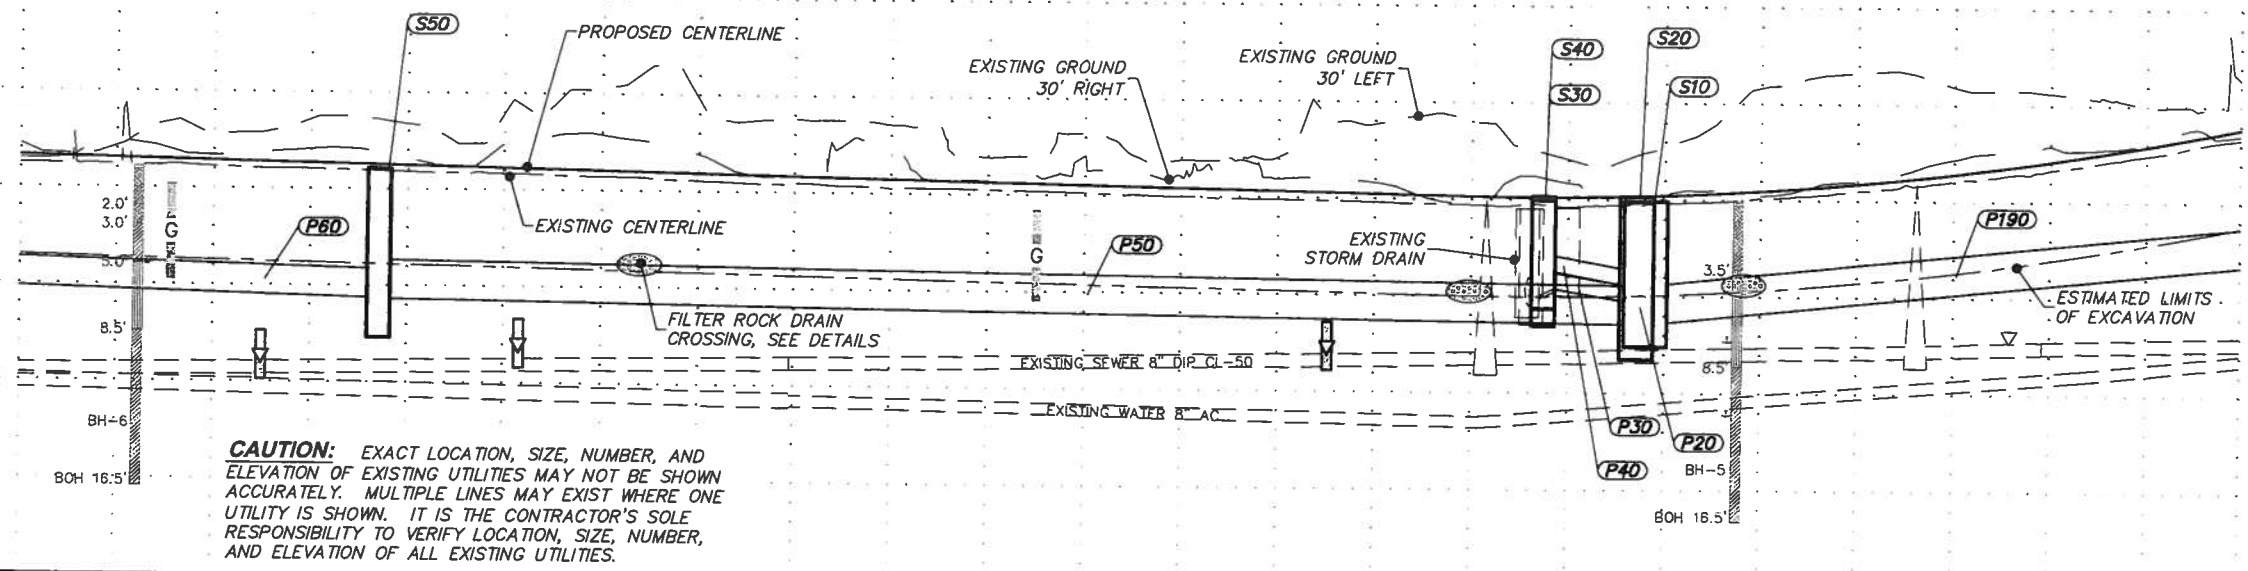 S50
PROPOSED CENTERLINE
EXISTING GROUND
30' RIGHT
EXISTING GROUND
30' LEFT
S40
S20
S30
S10
2.0'
3.0'
5.0'
8.5'
G
P60
EXISTING CENTERLINE
G
P50
EXISTING
STORM DRAIN
3.5'
P190
FILTER ROCK DRAIN
CROSSING, SEE DETAILS
ESTIMATED LIMITS
OF EXCAVATION
EXISTING SEWER 8" DIP CL-50
8.5'
EXISTING WATER 8" AC
BH-6
BOH 16.5'
P30
P20
P40
BH-5
BOH 16.5'
CAUTION: EXACT LOCATION, SIZE, NUMBER, AND
ELEVATION OF EXISTING UTILITIES MAY NOT BE SHOWN
ACCURATELY. MULTIPLE LINES MAY EXIST WHERE ONE
UTILITY IS SHOWN. IT IS THE CONTRACTOR'S SOLE
RESPONSIBILITY TO VERIFY LOCATION, SIZE, NUMBER,
AND ELEVATION OF ALL EXISTING UTILITIES.